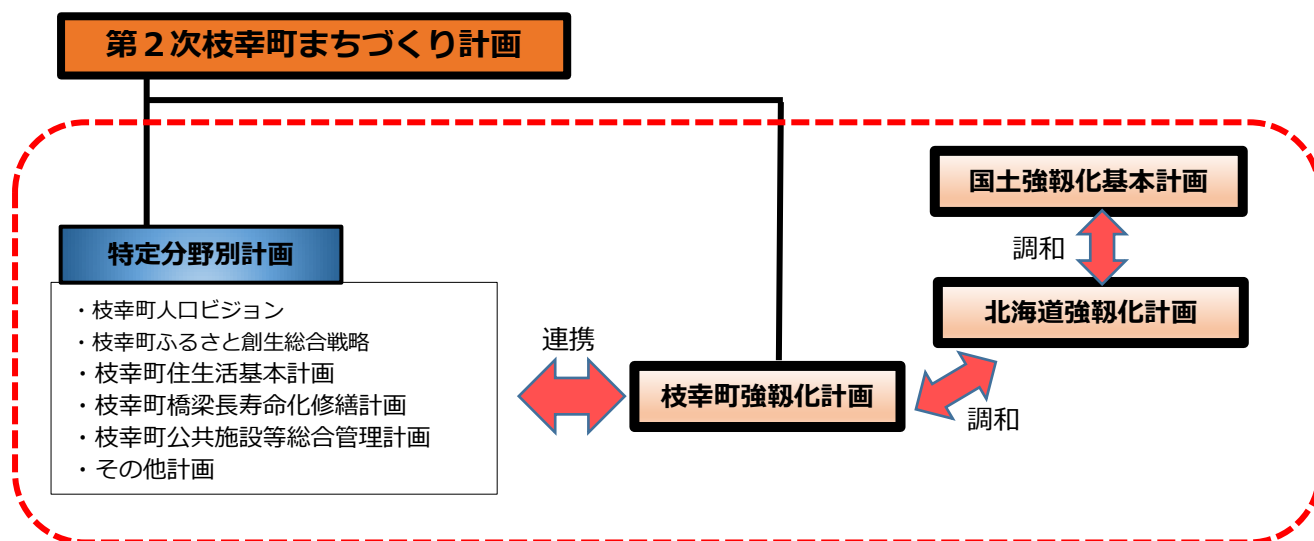 第２次枝幸町まちづくり計画
国土強靱化基本計画
調和
北海道強靱化計画
特定分野別計画
・枝幸町人口ビジョン
・枝幸町ふるさと創生総合戦略
・枝幸町住生活基本計画
・枝幸町橋梁長寿命化修繕計画
・枝幸町公共施設等総合管理計画
・その他計画
連携
枝幸町強靱化計画
調和